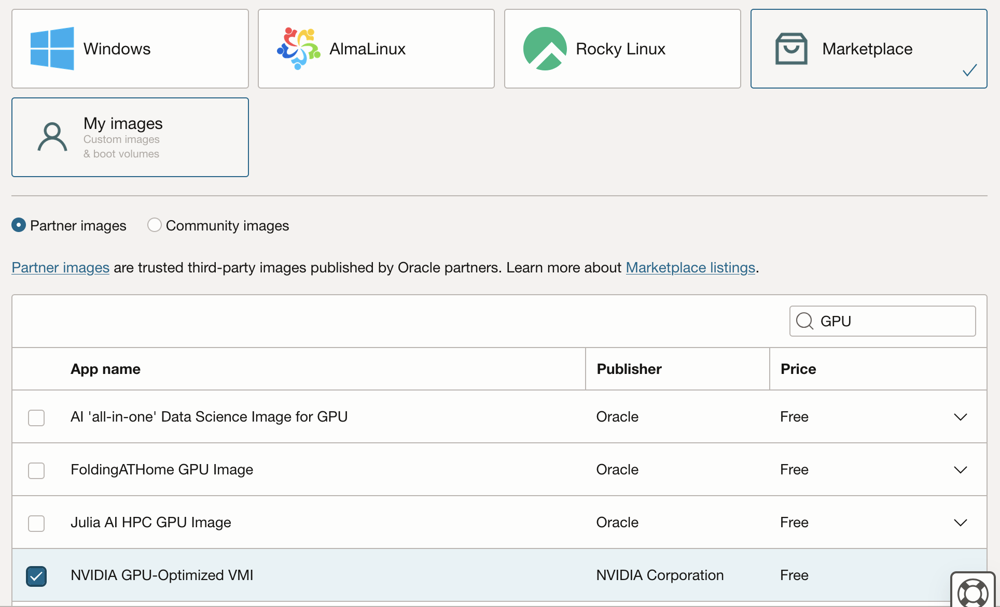 Windows
AlmaLinux
Rocky Linux
Marketplace
My images
Custom images
& boot volumes
Partner images
Community images
Partner images are trusted third-party images published by Oracle partners. Learn more about Marketplace listings.
GPU
App name Publisher Price
AI 'all-in-one' Data Science Image for GPU Oracle Free
FoldingATHome GPU Image Oracle Free
Julia AI HPC GPU Image Oracle Free
NVIDIA GPU-Optimized VMI NVIDIA Corporation Free